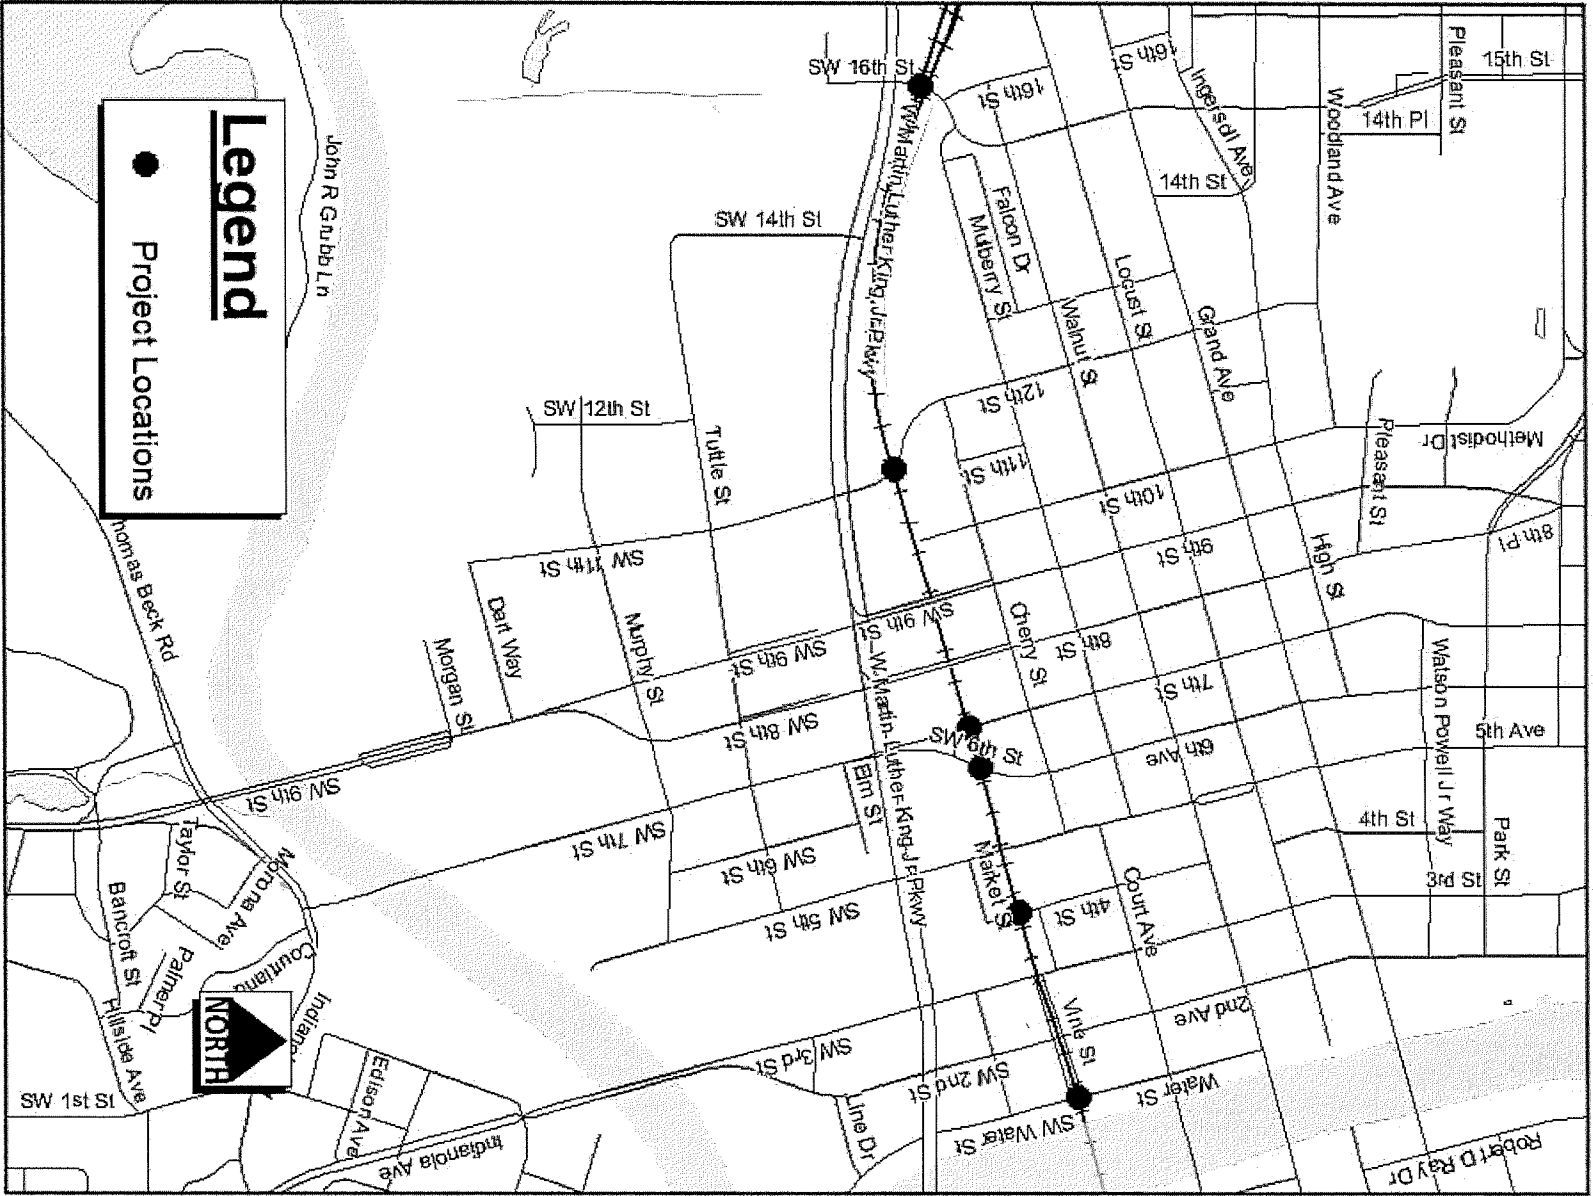 Legend
Project Locations
NORTH
SW 16th St
16th St
16th St
15th St
Pleasant St
14th Pl
Ingersoll Ave
Woodland Ave
14th St
John R Grubb Ln
W Martin Luther King Jr Pkwy
SW 14th St
Falcon Dr
Mulberry St
Locust St
Walnut St
Grand Ave
12th St
SW 12th St
Tuttle St
11th St
Pleasant St
Methodist Dr
10th St
9th St
8th Pl
High St
SW 11th St
Dart Way
Murphy St
Morgan St
homas Beck Rd
SW 9th St
SW 9th St
Cherry St
8th St
7th St
Watson Powell Jr Way
SW 8th St
SW 6th St
6th Ave
5th Ave
W Martin Luther King Jr Pkwy
Elm St
SW 9th St
SW 7th St
SW 6th St
SW 5th St
Market St
4th St
Court Ave
4th St
Park St
3rd St
Taylor St
Morona Ave
Bancroft St
Palmer Pl
Courtland
Indian
Hillside Ave
SW 1st St
Edison Ave
Indianola Ave
SW 3rd St
SW 2nd St
Line Dr
Vine St
2nd Ave
Water St
SW Water St
Robert D Ray Dr